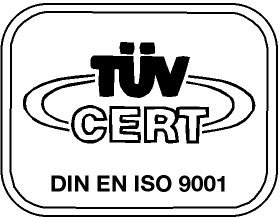 TÜV
CERT
DIN EN ISO 9001